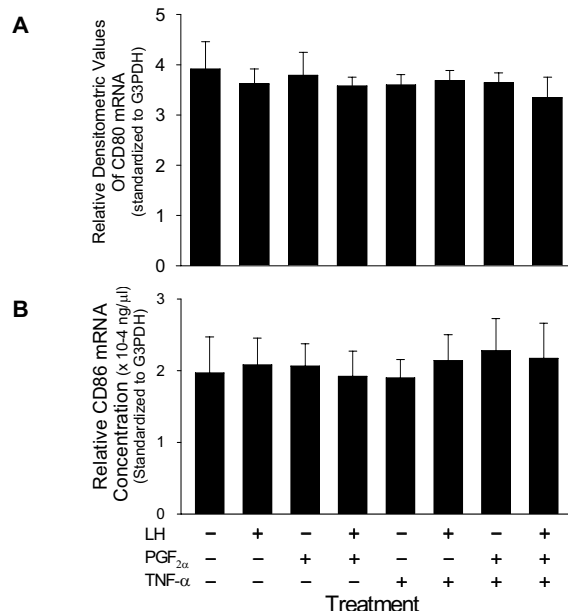 A
Relative Densitometric Values
Of CD80 mRNA
(standardized to G3PDH)
5
4
3
2
1
0
B
Relative CD86 mRNA
Concentration (x 10-4 ng/µl)
(Standardized to G3PDH)
3
2
1
0
LH – + – + – + – +
PGF2α – – + + – – + +
TNF-α – – – – + + + +
Treatment